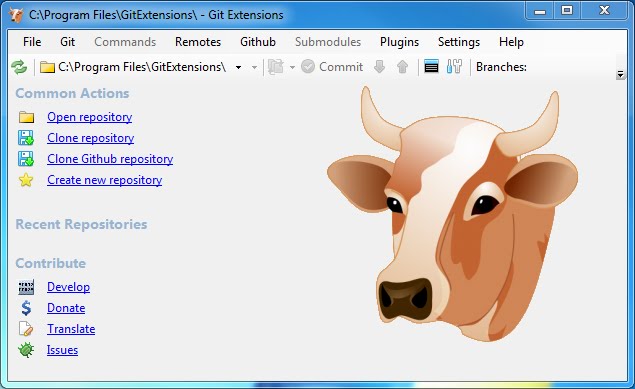 C:\Program Files\GitExtensions\ - Git Extensions
File Git Commands Remotes Github Submodules Plugins Settings Help
C:\Program Files\GitExtensions\ Commit Branches:
Common Actions
Open repository
Clone repository
Clone Github repository
Create new repository
Recent Repositories
Contribute
Develop
$ Donate
Translate
Issues